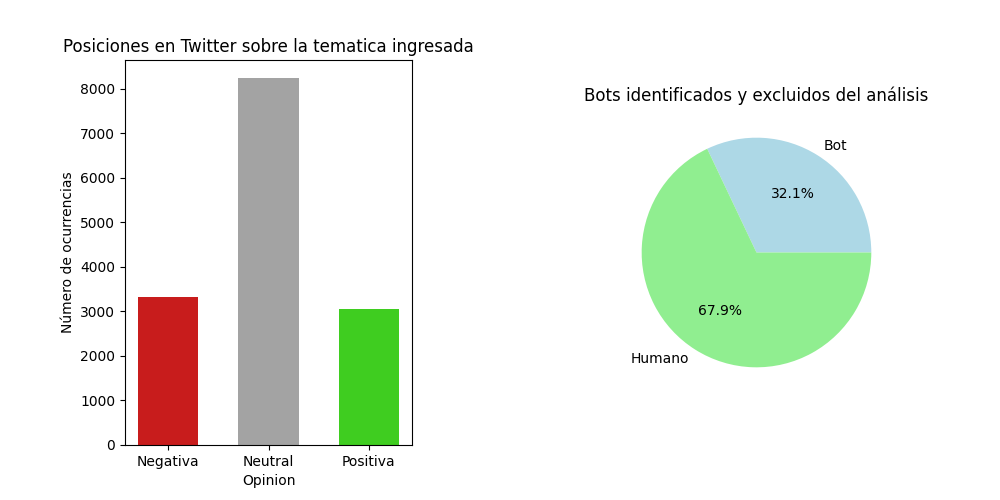 Posiciones en Twitter sobre la tematica ingresada
Número de ocurrencias
8000
7000
6000
5000
4000
3000
2000
1000
0
Negativa
Neutral
Positiva
Opinion
Bots identificados y excluidos del análisis
Bot
32.1%
67.9%
Humano